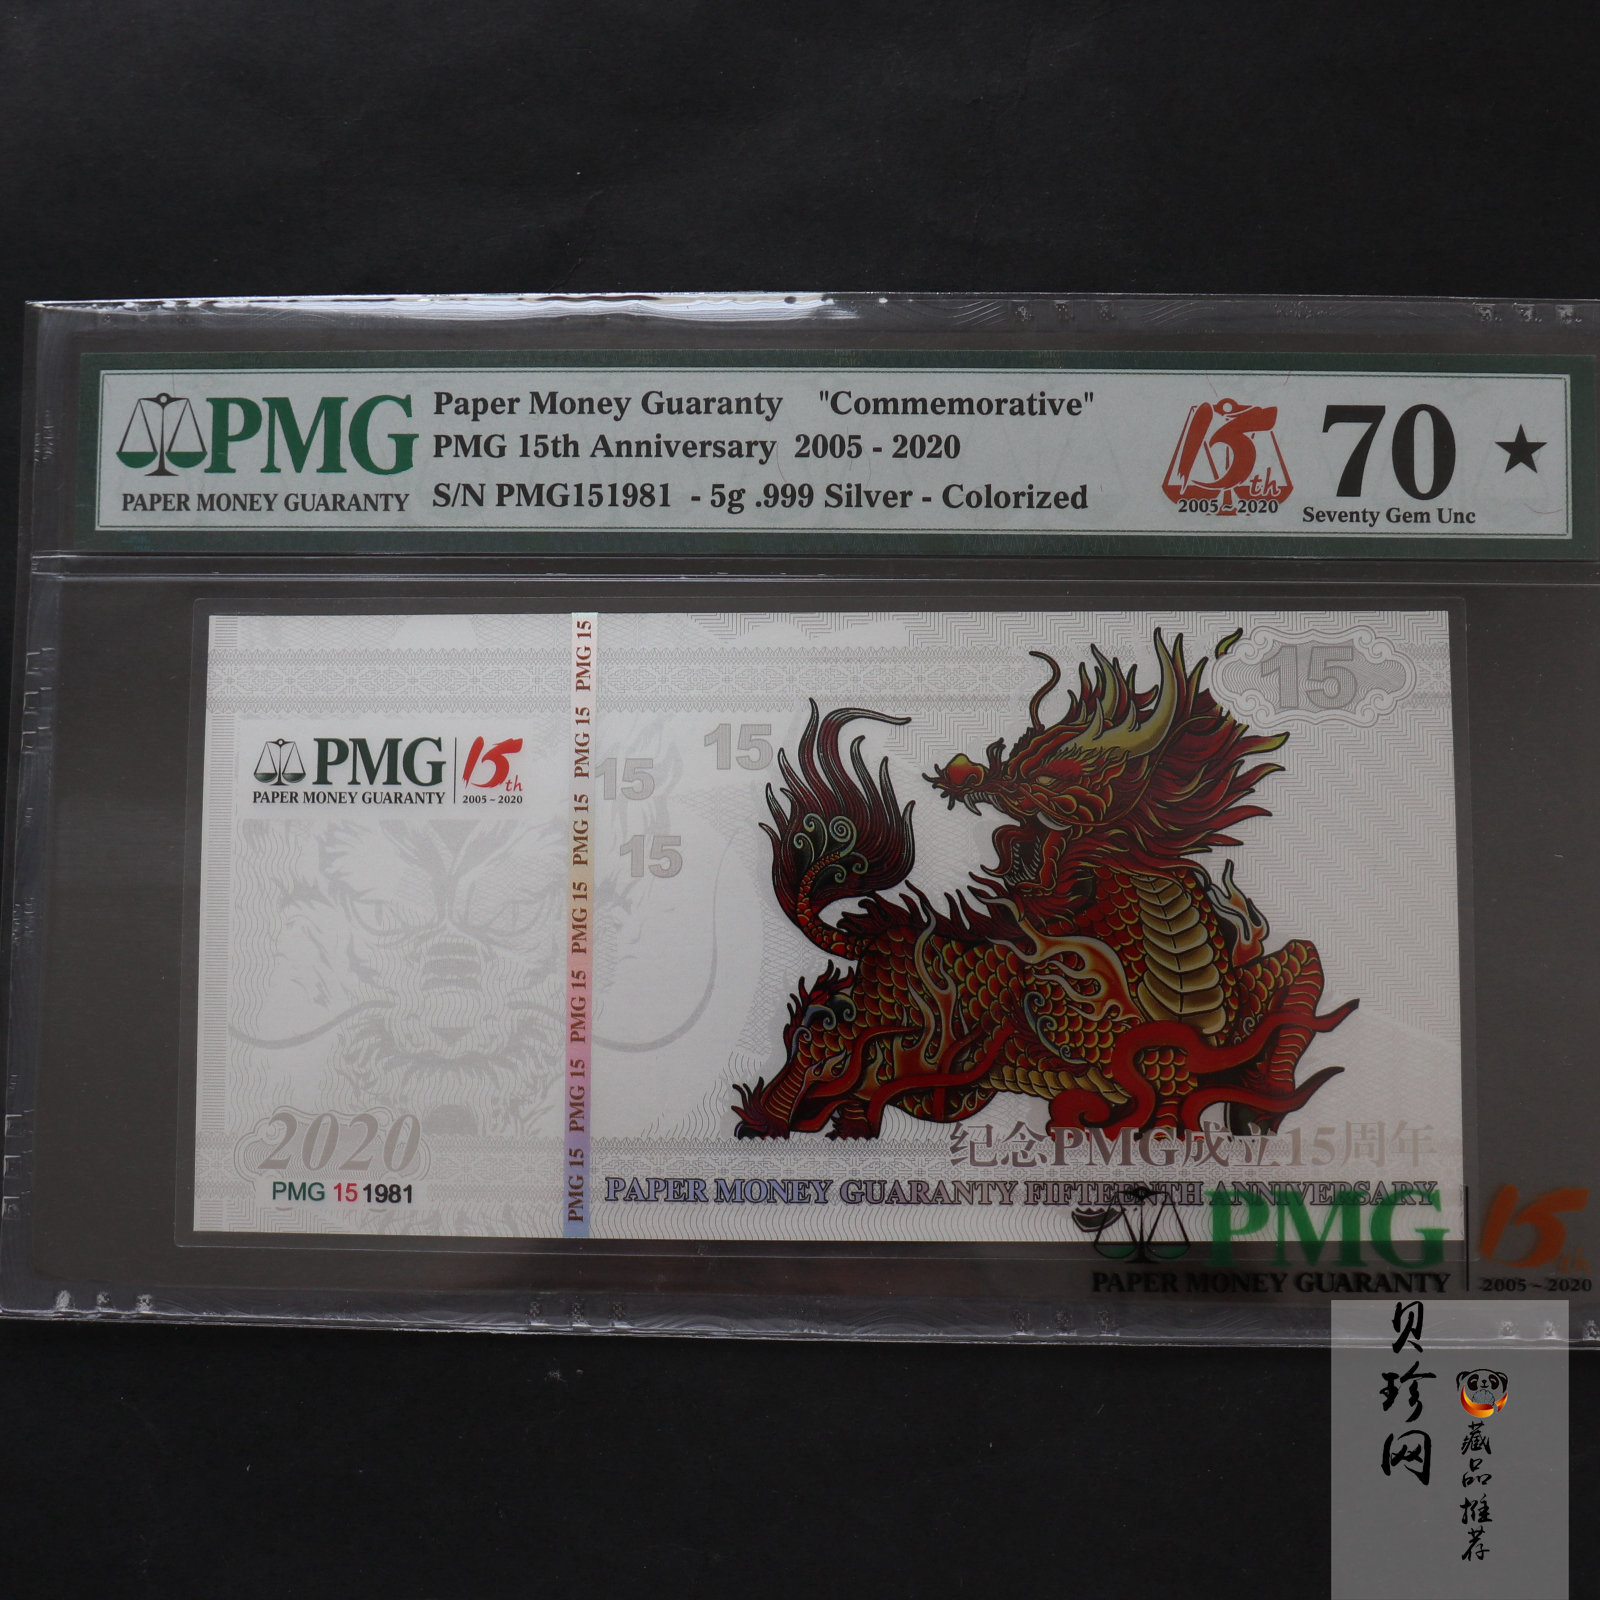 PMG
PAPER MONEY GUARANTY
Paper Money Guaranty "Commemorative"
PMG 15th Anniversary 2005 - 2020
S/N PMG151981 - 5g .999 Silver - Colorized
15th
2005~2020
70 ★
Seventy Gem Unc
PMG 15 PMG 15 PMG 15 PMG 15 PMG 15 PMG 15 PMG 15
15
15
15
15
PMG 15th
PAPER MONEY GUARANTY 2005~2020
2020
PMG 15 1981
纪念PMG成立15周年
PAPER MONEY GUARANTY FIFTEENTH ANNIVERSARY
PMG 15th
PAPER MONEY GUARANTY 2005~2020
贝珍网
藏品推荐